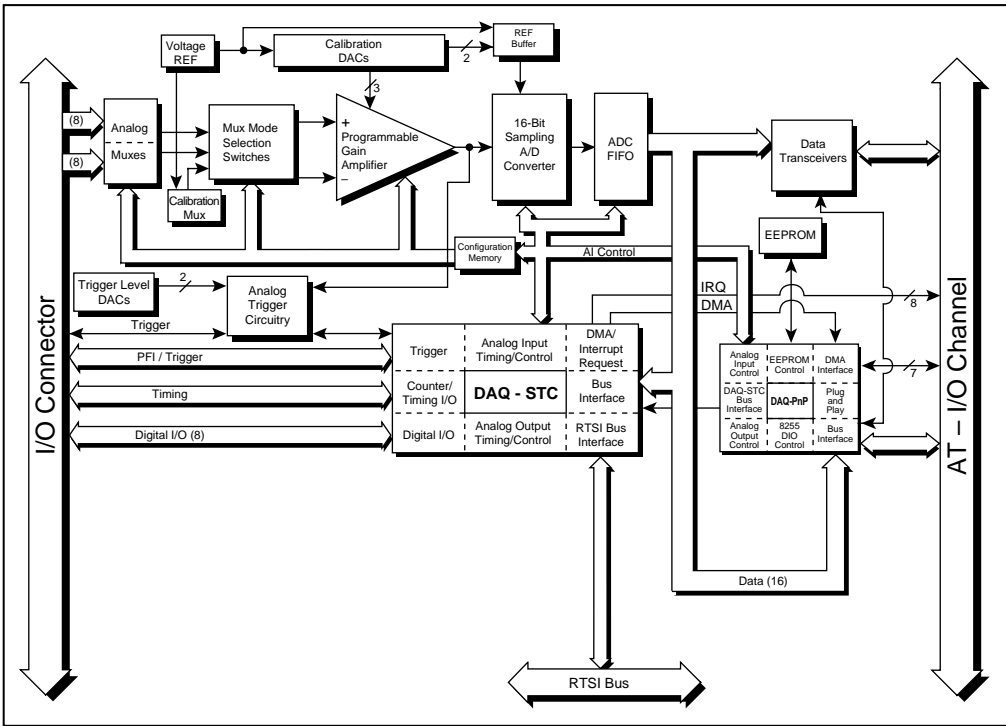 Voltage
REF
Calibration
DACs
2
REF
Buffer
3
(8)
(8)
Analog
Muxes
Mux Mode
Selection
Switches
+
Programmable
Gain
Amplifier
–
16-Bit
Sampling
A/D
Converter
ADC
FIFO
Data
Transceivers
Calibration
Mux
EEPROM
Configuration
Memory
AI Control
Trigger Level
DACs
2
Analog
Trigger
Circuitry
IRQ
DMA
8
Trigger
PFI / Trigger
Timing
Digital I/O (8)
Trigger
Analog Input
Timing/Control
DMA/
Interrupt
Request
Counter/
Timing I/O
DAQ - STC
Bus
Interface
Digital I/O
Analog Output
Timing/Control
RTSI Bus
Interface
Analog
Input
Control
EEPROM
Control
DMA
Interface
DAQ-STC
Bus
Interface
DAQ-PnP
Plug
and
Play
Analog
Output
Control
8255
DIO
Control
Bus
Interface
7
Data (16)
RTSI Bus
I/O Connector
AT – I/O Channel